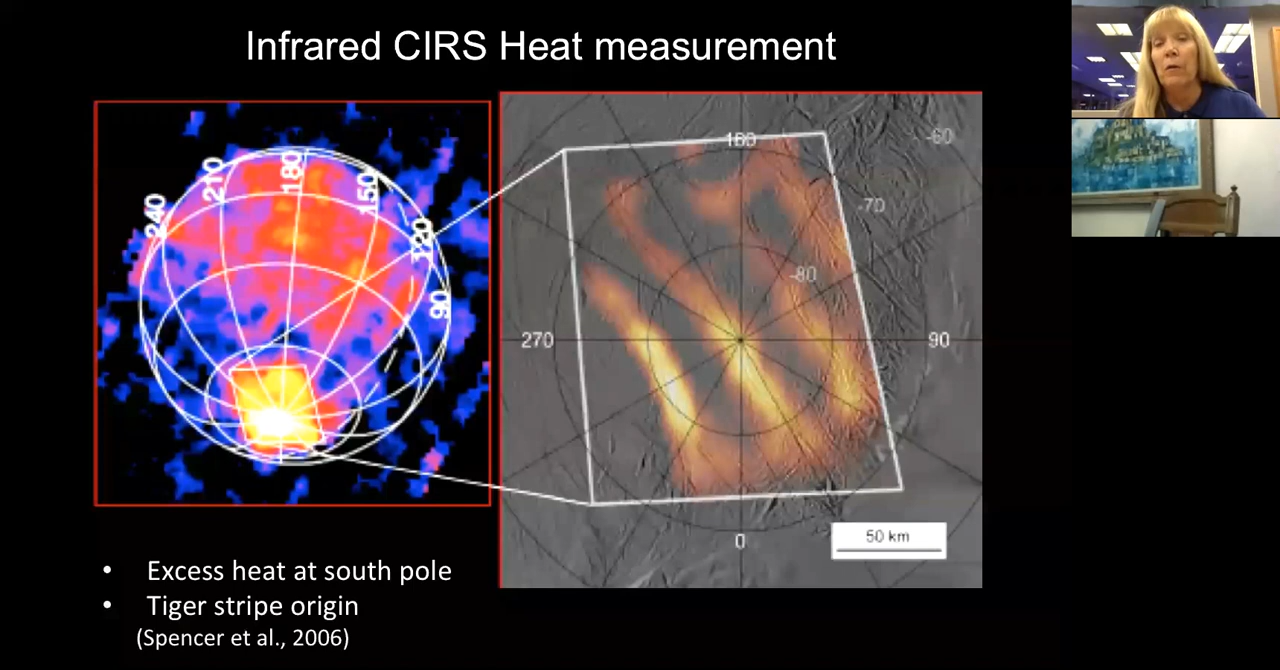 Infrared CIRS Heat measurement
240
210
180
150
120
90
180
-60
-70
-80
270
90
0
50 km
• Excess heat at south pole
• Tiger stripe origin
(Spencer et al., 2006)